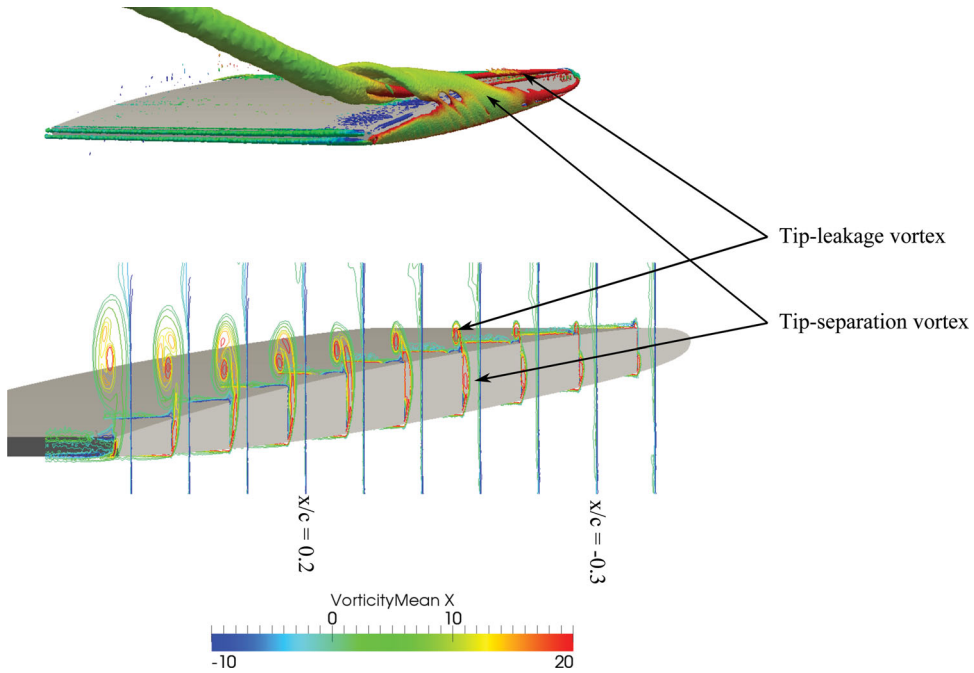 Tip-leakage vortex
Tip-separation vortex
x/c = 0.2
x/c = -0.3
VorticityMean X
0
10
-10
20